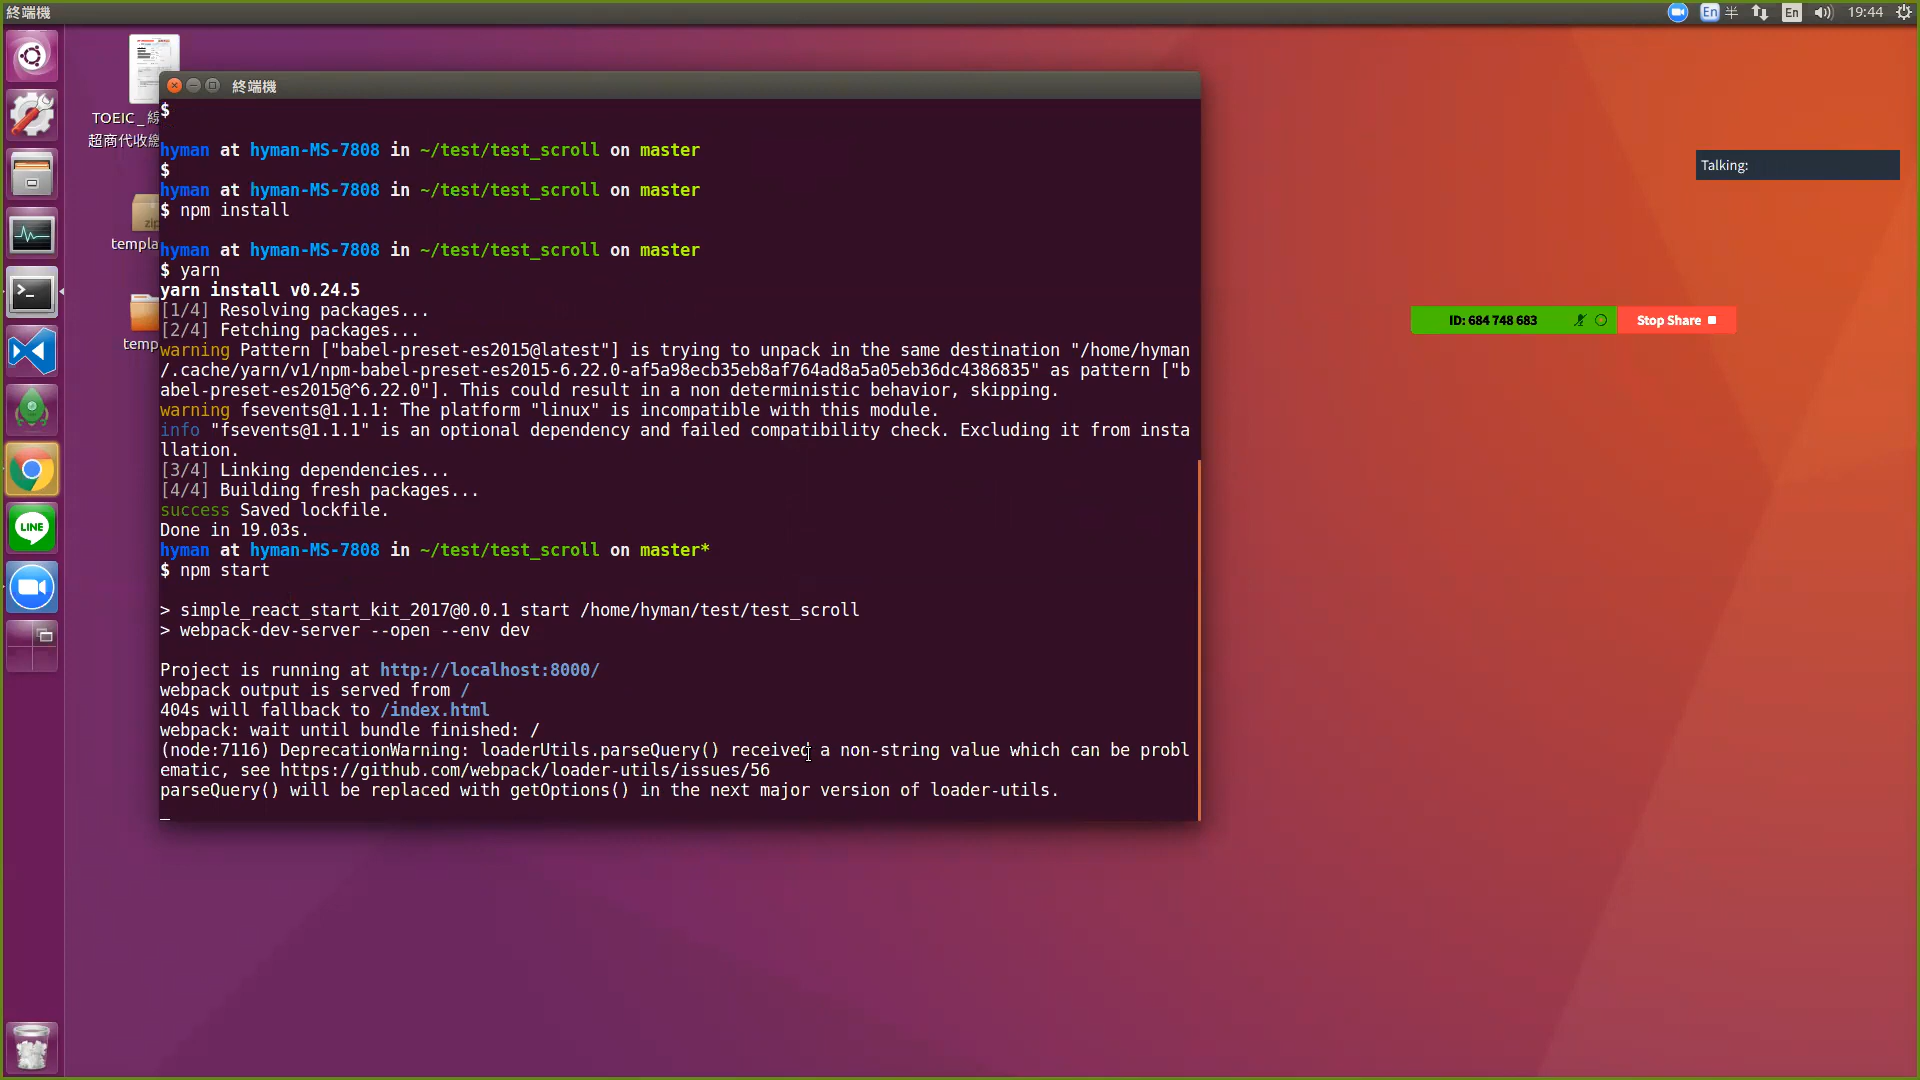 終端機
En 半 En 19:44
TOEIC_線
超商代收繳
zip
templa
temp
終端機
$
hyman at hyman-MS-7808 in ~/test/test_scroll on master
$
hyman at hyman-MS-7808 in ~/test/test_scroll on master
$ npm install
hyman at hyman-MS-7808 in ~/test/test_scroll on master
$ yarn
yarn install v0.24.5
[1/4] Resolving packages...
[2/4] Fetching packages...
warning Pattern ["babel-preset-es2015@latest"] is trying to unpack in the same destination "/home/hyman
/.cache/yarn/v1/npm-babel-preset-es2015-6.22.0-af5a98ecb35eb8af764ad8a5a05eb36dc4386835" as pattern ["b
abel-preset-es2015@^6.22.0"]. This could result in a non deterministic behavior, skipping.
warning fsevents@1.1.1: The platform "linux" is incompatible with this module.
info "fsevents@1.1.1" is an optional dependency and failed compatibility check. Excluding it from insta
llation.
[3/4] Linking dependencies...
[4/4] Building fresh packages...
success Saved lockfile.
Done in 19.03s.
hyman at hyman-MS-7808 in ~/test/test_scroll on master*
$ npm start
> simple_react_start_kit_2017@0.0.1 start /home/hyman/test/test_scroll
> webpack-dev-server --open --env dev
Project is running at http://localhost:8000/
webpack output is served from /
404s will fallback to /index.html
webpack: wait until bundle finished: /
(node:7116) DeprecationWarning: loaderUtils.parseQuery() received a non-string value which can be probl
ematic, see https://github.com/webpack/loader-utils/issues/56
parseQuery() will be replaced with getOptions() in the next major version of loader-utils.
Talking:
ID: 684 748 683 Stop Share
LINE